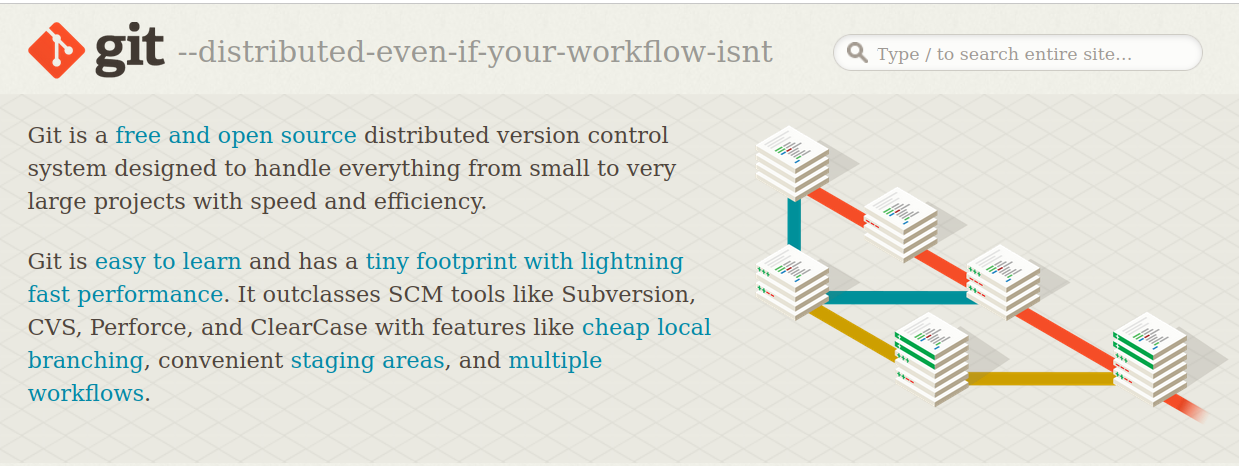 git --distributed-even-if-your-workflow-isnt
Type / to search entire site...
Git is a free and open source distributed version control
system designed to handle everything from small to very
large projects with speed and efficiency.
Git is easy to learn and has a tiny footprint with lightning
fast performance. It outclasses SCM tools like Subversion,
CVS, Perforce, and ClearCase with features like cheap local
branching, convenient staging areas, and multiple
workflows.